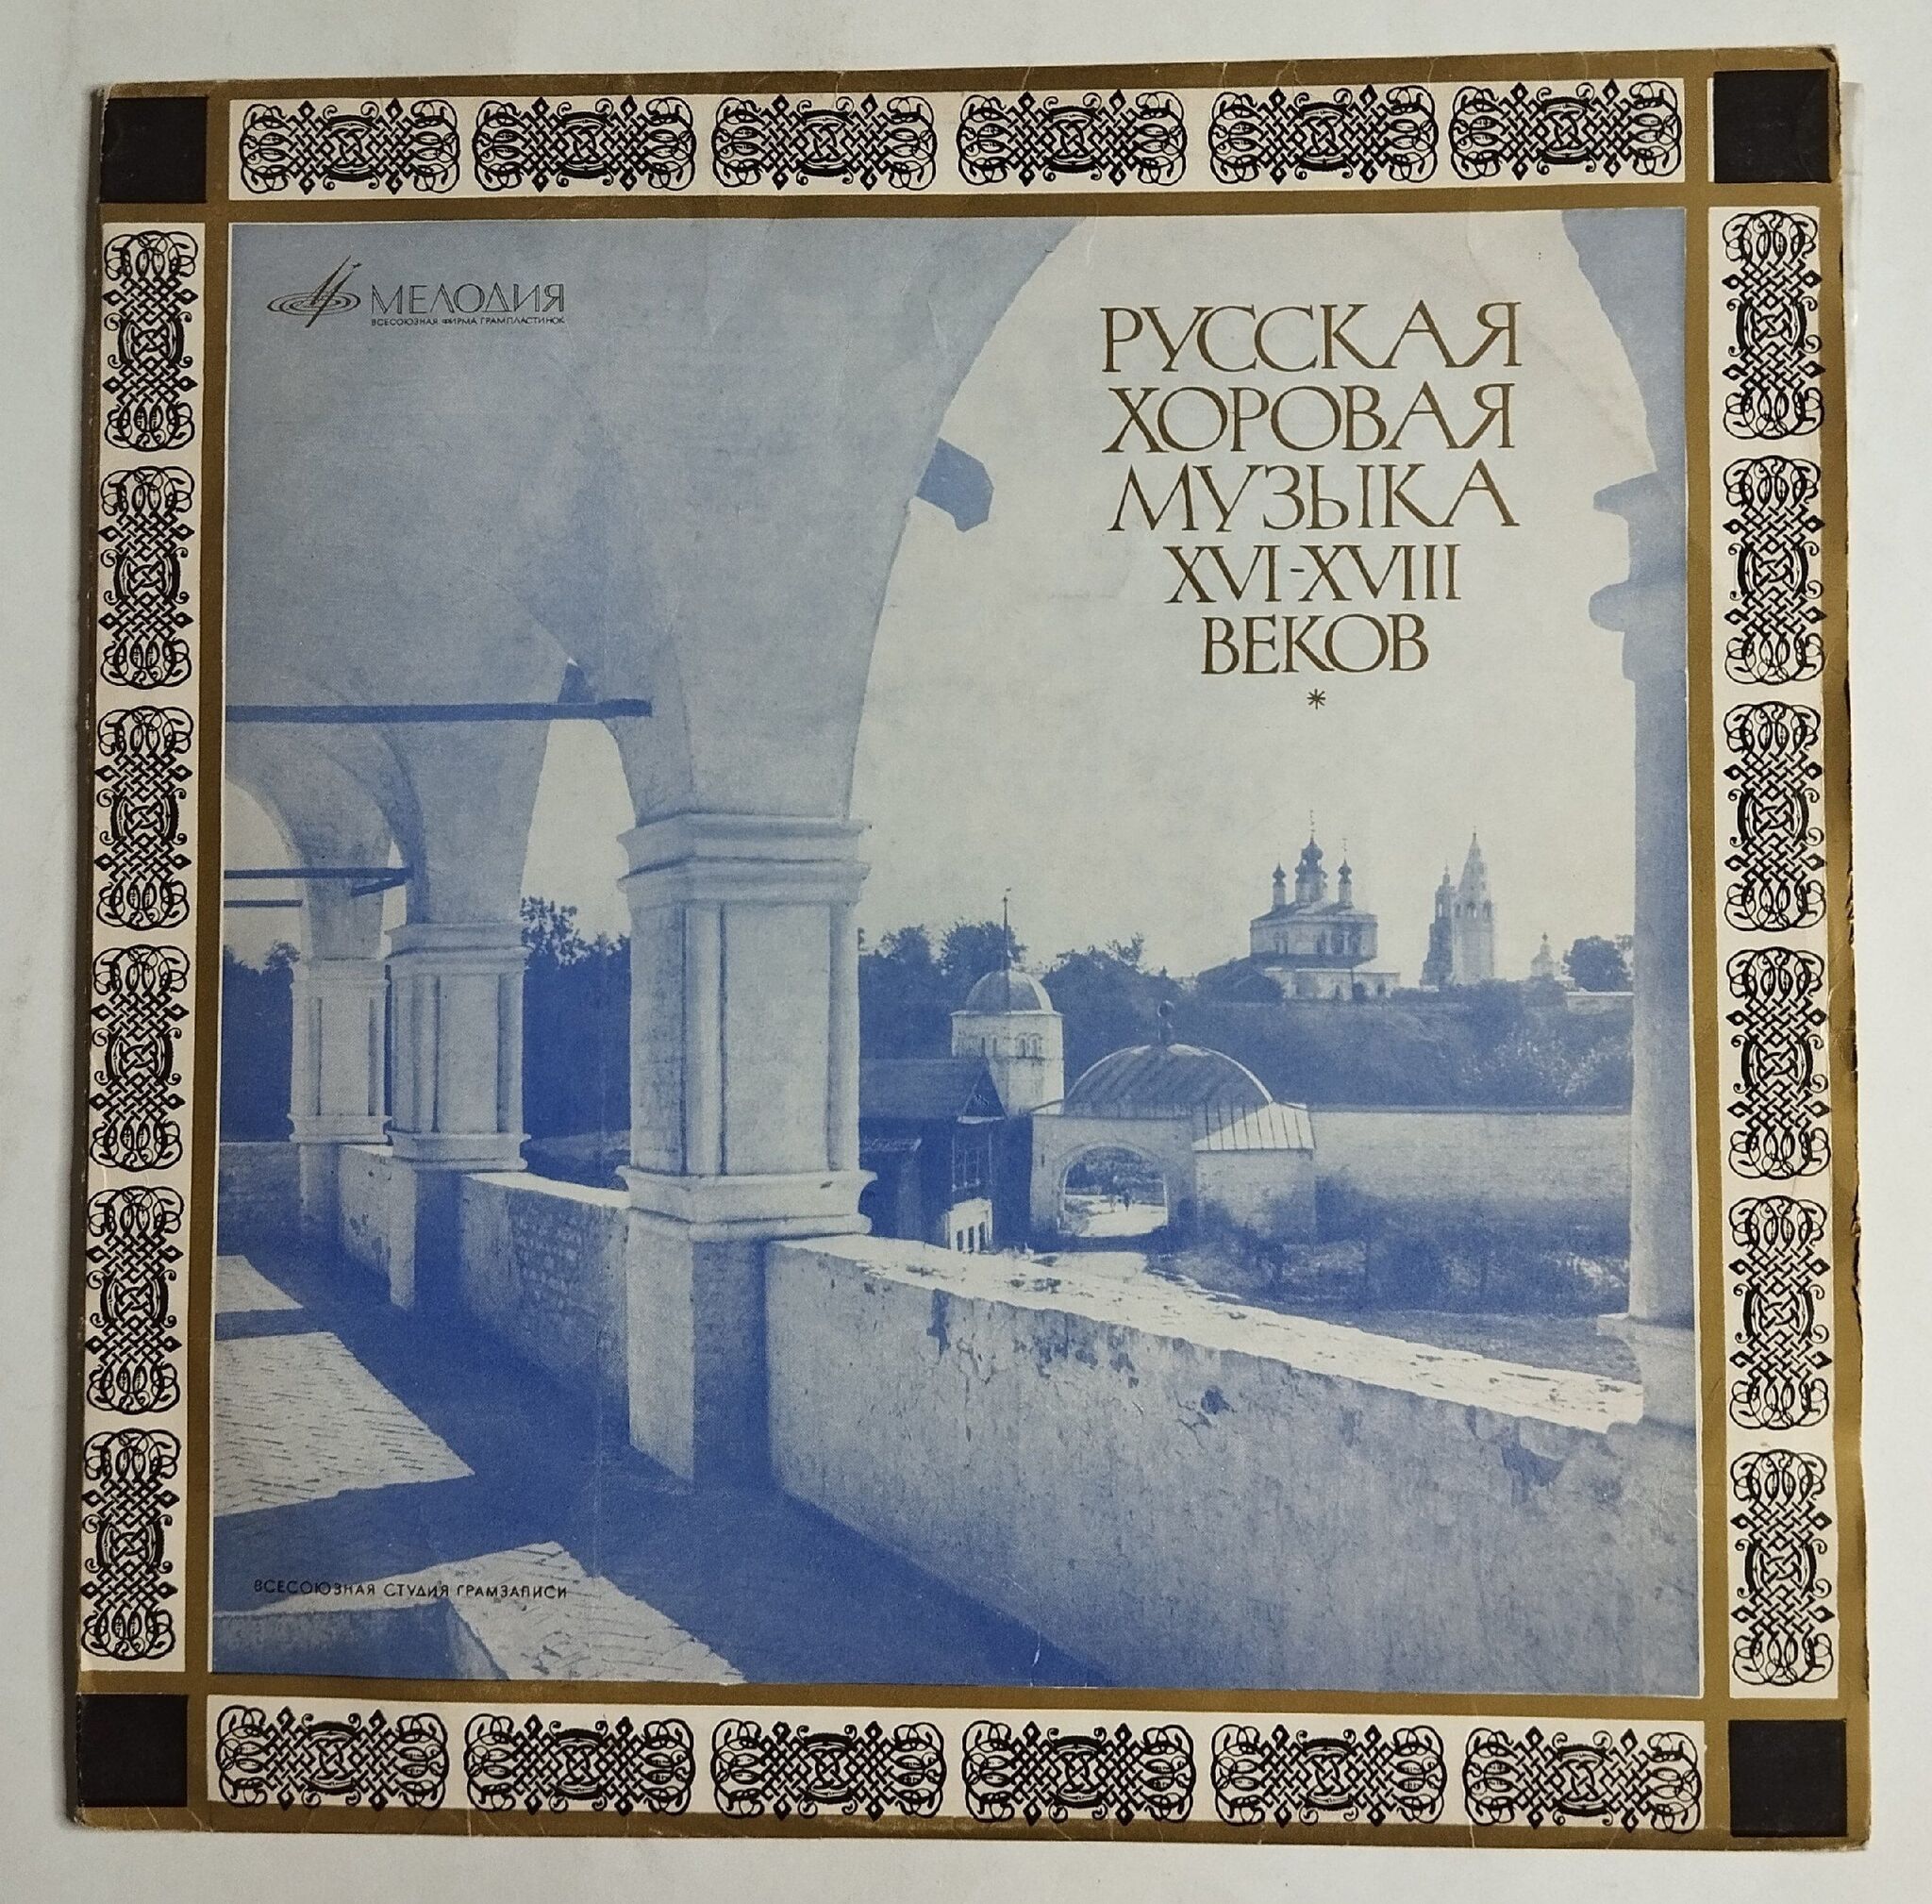 МЕЛОДИЯ
ВСЕСОЮЗНАЯ ФИРМА ГРАМПЛАСТИНОК
РУССКАЯ
ХОРОВАЯ
МУЗЫКА
XVI-XVIII
ВЕКОВ
*
ВСЕСОЮЗНАЯ СТУДИЯ ГРАМЗАПИСИ